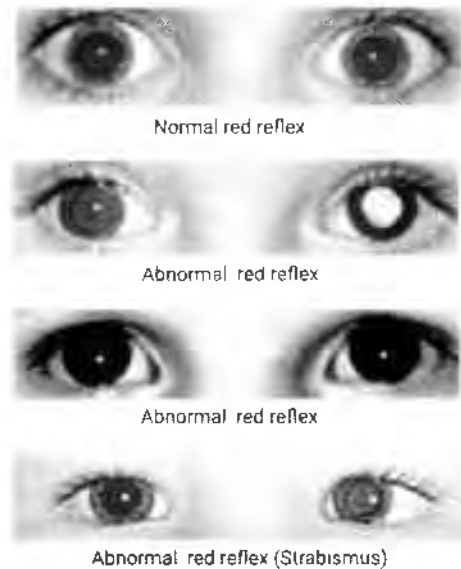 Normal red reflex
Abnormal red reflex
Abnormal red reflex
Abnormal red reflex (Strabismus)